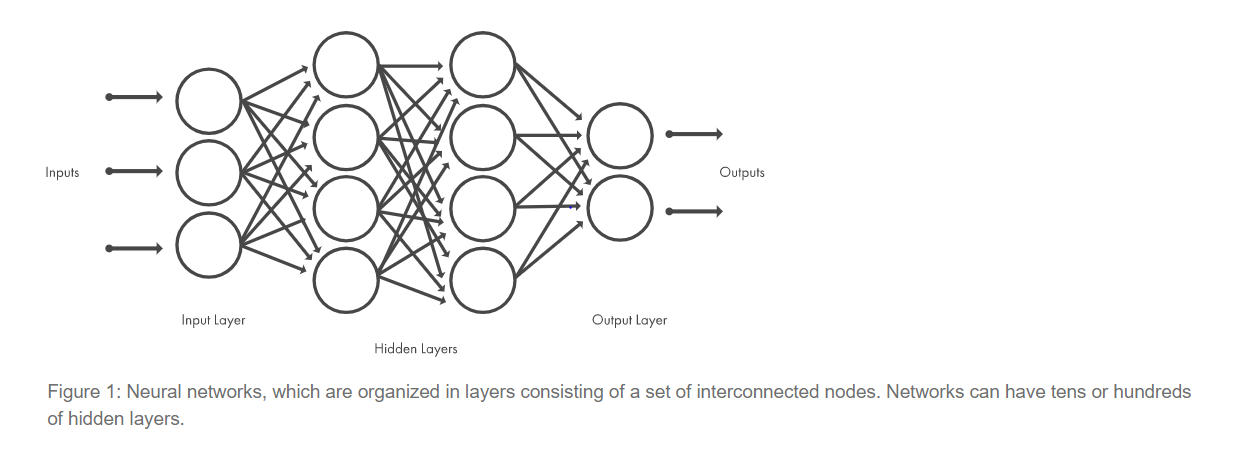 Inputs
Outputs
Input Layer
Output Layer
Hidden Layers
Figure 1: Neural networks, which are organized in layers consisting of a set of interconnected nodes. Networks can have tens or hundreds
of hidden layers.